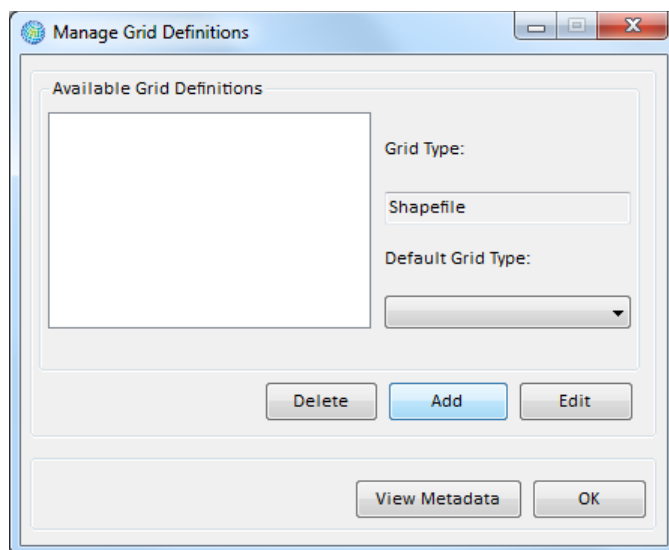 Manage Grid Definitions
Available Grid Definitions
Grid Type:
Shapefile
Default Grid Type:
Delete
Add
Edit
View Metadata
OK